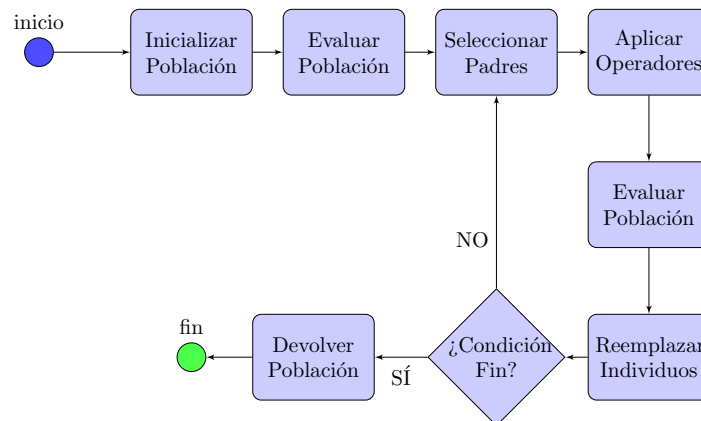 inicio
Inicializar
Población
Evaluar
Población
Seleccionar
Padres
Aplicar
Operadores
Evaluar
Población
NO
Reemplazar
Individuos
¿Condición
Fin?
SÍ
Devolver
Población
fin